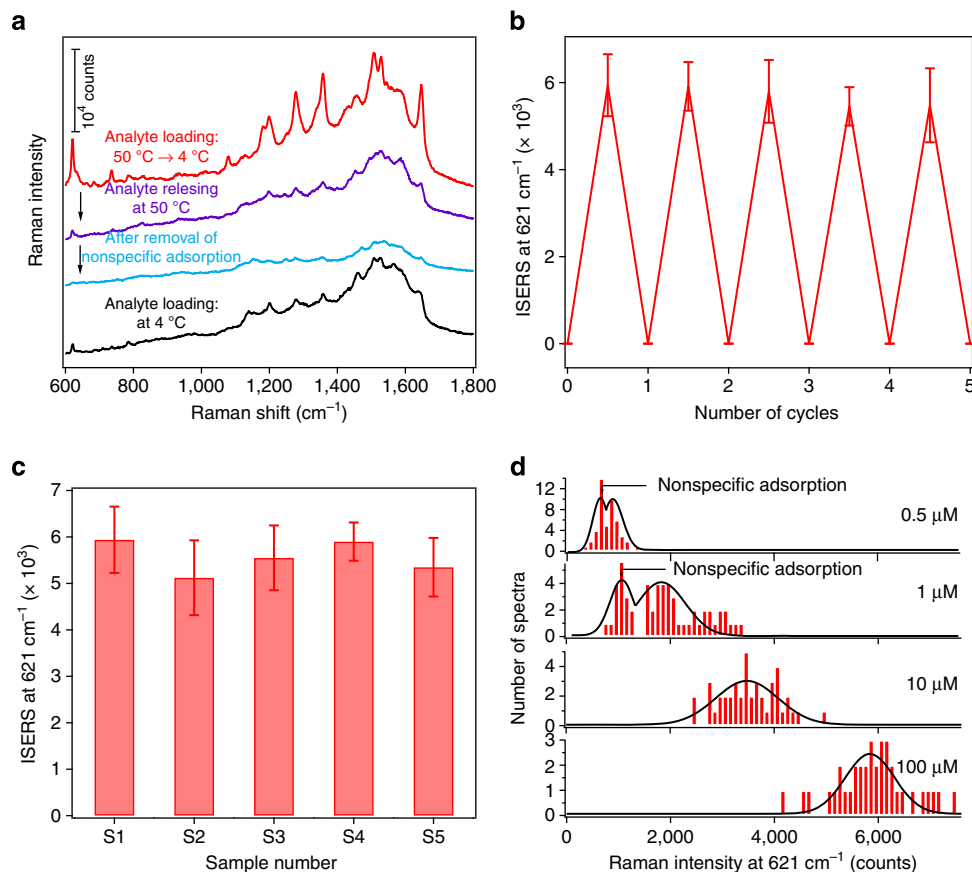 a
10⁴ counts
Raman intensity
Analyte loading:
50 °C → 4 °C
Analyte relesing
at 50 °C
After removal of
nonspecific adsorption
Analyte loading:
at 4 °C
600 800 1,000 1,200 1,400 1,600 1,800
Raman shift (cm⁻¹)
b
ISERS at 621 cm⁻¹ (× 10³)
6
4
2
0
0 1 2 3 4 5
Number of cycles
c
ISERS at 621 cm⁻¹ (× 10³)
7
6
5
4
3
2
1
0
S1 S2 S3 S4 S5
Sample number
d
Number of spectra
12
8
4
0
Nonspecific adsorption
0.5 μM
4
2
0
Nonspecific adsorption
1 μM
4
2
0
10 μM
3
2
1
0
100 μM
0 2,000 4,000 6,000
Raman intensity at 621 cm⁻¹ (counts)